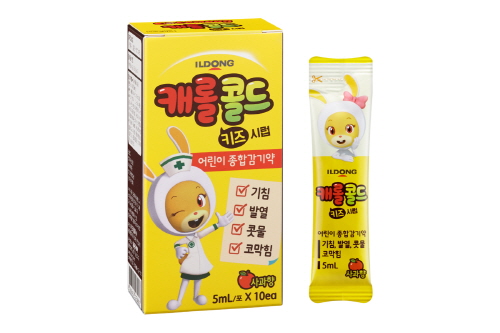 ILDONG
캐롤콜드
키즈 시럽
어린이 종합감기약
기침
발열
콧물
코막힘
사과향
5mL/포 X 10ea
ILDONG
캐롤콜드
키즈 시럽
어린이 종합감기약
기침, 발열, 콧물
코막힘
5mL
사과향